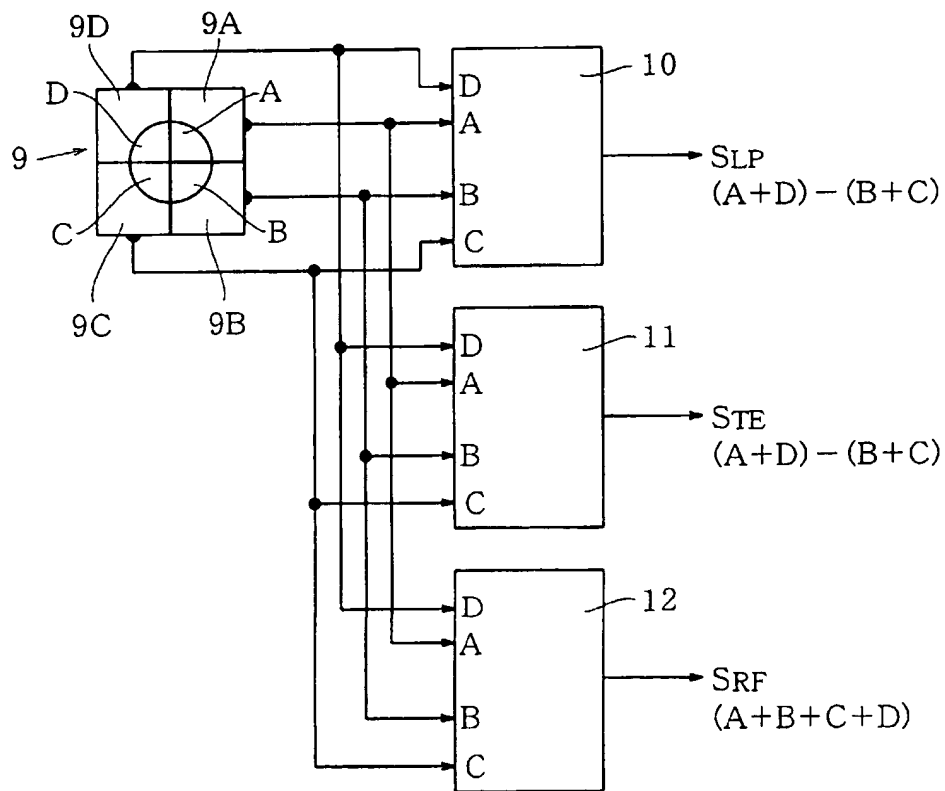 9D
9A
D
A
9
C
B
9C
9B
D
A
B
C
10
SLP
(A+D)-(B+C)
D
A
B
C
11
STE
(A+D)-(B+C)
D
A
B
C
12
SRF
(A+B+C+D)